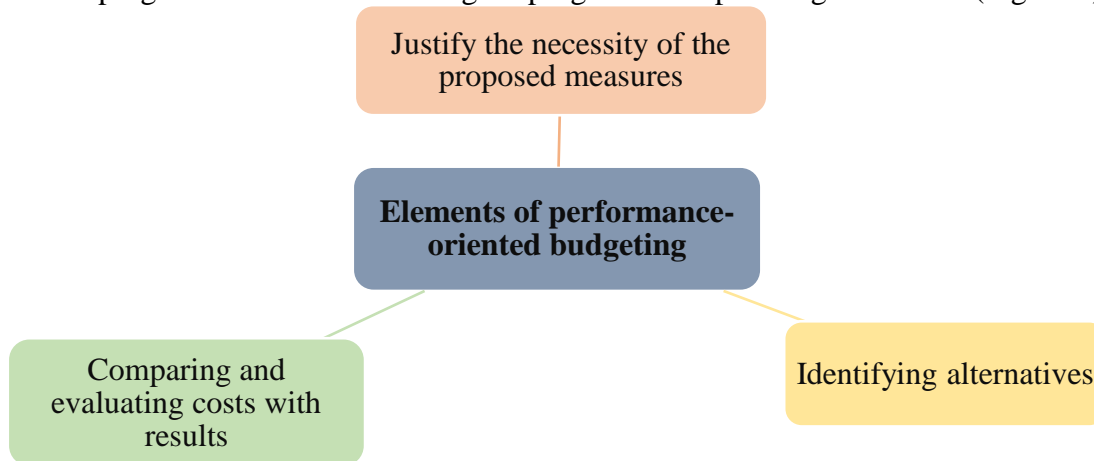 Justify the necessity of the
proposed measures
Elements of performance-
oriented budgeting
Comparing and
evaluating costs with
results
Identifying alternatives